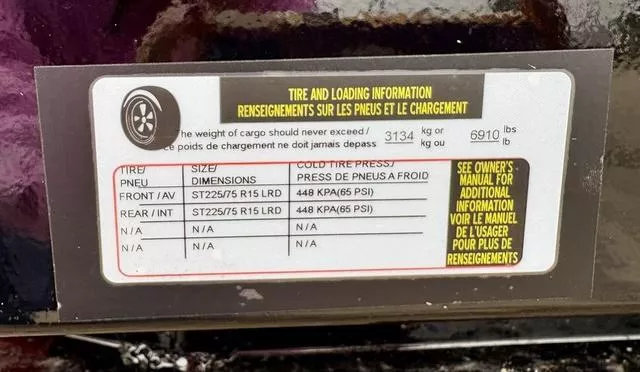 TIRE AND LOADING INFORMATION
RENSEIGNEMENTS SUR LES PNEUS ET LE CHARGEMENT
The weight of cargo should never exceed / 3134 kg or 6910 lbs
Le poids de chargement ne doit jamais depass 3134 kg ou 6910 lb
TIRE/ SIZE/ COLD TIRE PRESS/
PNEU DIMENSIONS PRESS DE PNEUS A FROID
FRONT / AV ST225/75 R15 LRD 448 KPA(65 PSI)
REAR / INT ST225/75 R15 LRD 448 KPA(65 PSI)
N / A N / A N / A
N / A N / A N / A
SEE OWNER'S
MANUAL FOR
ADDITIONAL
INFORMATION
VOIR LE MANUEL
DE L'USAGER
POUR PLUS DE
RENSEIGNEMENTS